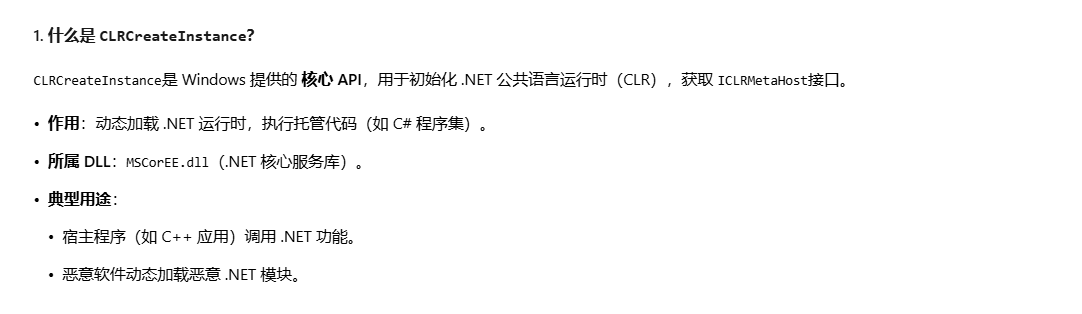 1. 什么是 CLRCreateInstance？
CLRCreateInstance是 Windows 提供的 核心 API，用于初始化 .NET 公共语言运行时（CLR），获取 ICLRMetaHost接口。
• 作用：动态加载 .NET 运行时，执行托管代码（如 C# 程序集）。
• 所属 DLL：MSCorEE.dll（.NET 核心服务库）。
• 典型用途：
• 宿主程序（如 C++ 应用）调用 .NET 功能。
• 恶意软件动态加载恶意 .NET 模块。